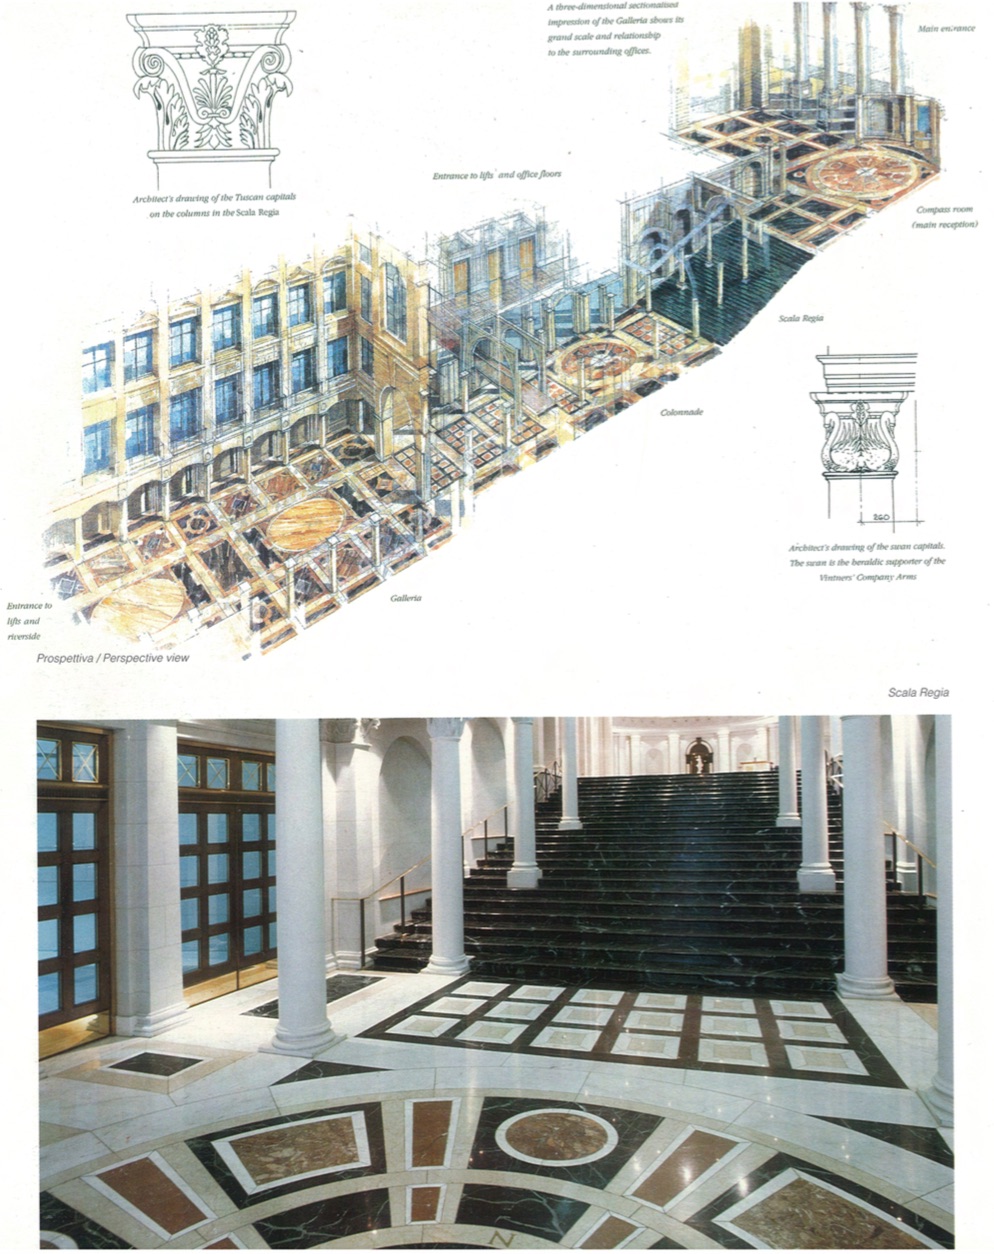 A three-dimensional sectionalised
impression of the Galleria shows its
grand scale and relationship
to the surrounding offices.
Main entrance
Entrance to lifts and office floors
Architect's drawing of the Tuscan capitals
on the columns in the Scala Regia
Compass room
(main reception)
Scala Regia
Colonnade
260
Architect's drawing of the swan capitals.
The swan is the heraldic supporter of the
Vintners' Company Arms
Galleria
Entrance to
lifts and
riverside
Prospettiva / Perspective view
Scala Regia
N